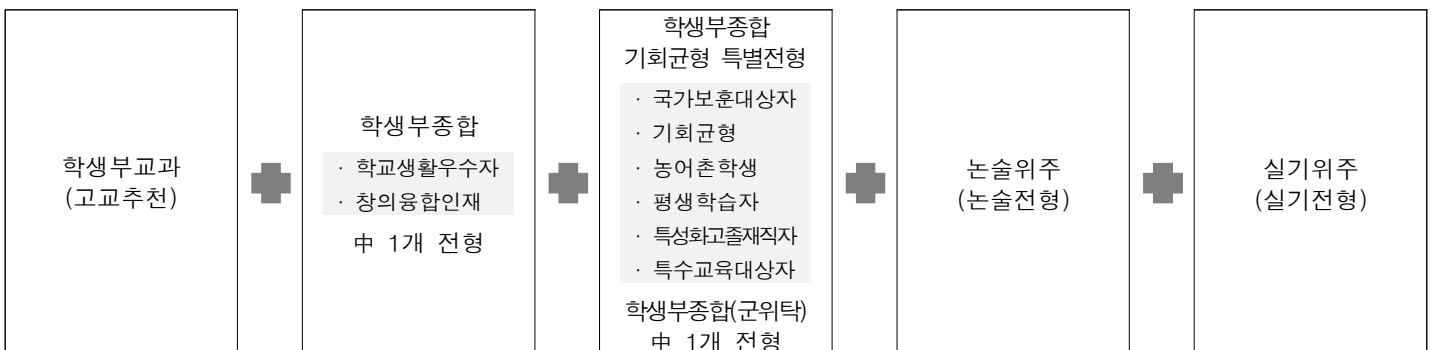 학생부교과
(고교추천)
학생부종합
· 학교생활우수자
· 창의융합인재
中 1개 전형
학생부종합
기회균형 특별전형
· 국가보훈대상자
· 기회균형
· 농어촌학생
· 평생학습자
· 특성화고졸재직자
· 특수교육대상자
학생부종합(군위탁)
中 1개 전형
논술위주
(논술전형)
실기위주
(실기전형)